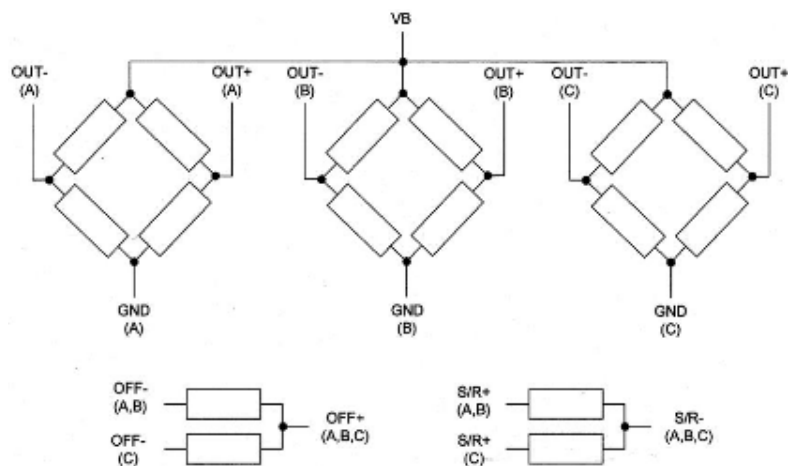 VB
OUT-
(A)
OUT+
(A)
OUT-
(B)
OUT+
(B)
OUT-
(C)
OUT+
(C)
GND
(A)
GND
(B)
GND
(C)
OFF-
(A,B)
OFF-
(C)
OFF+
(A,B,C)
S/R+
(A,B)
S/R+
(C)
S/R-
(A,B,C)